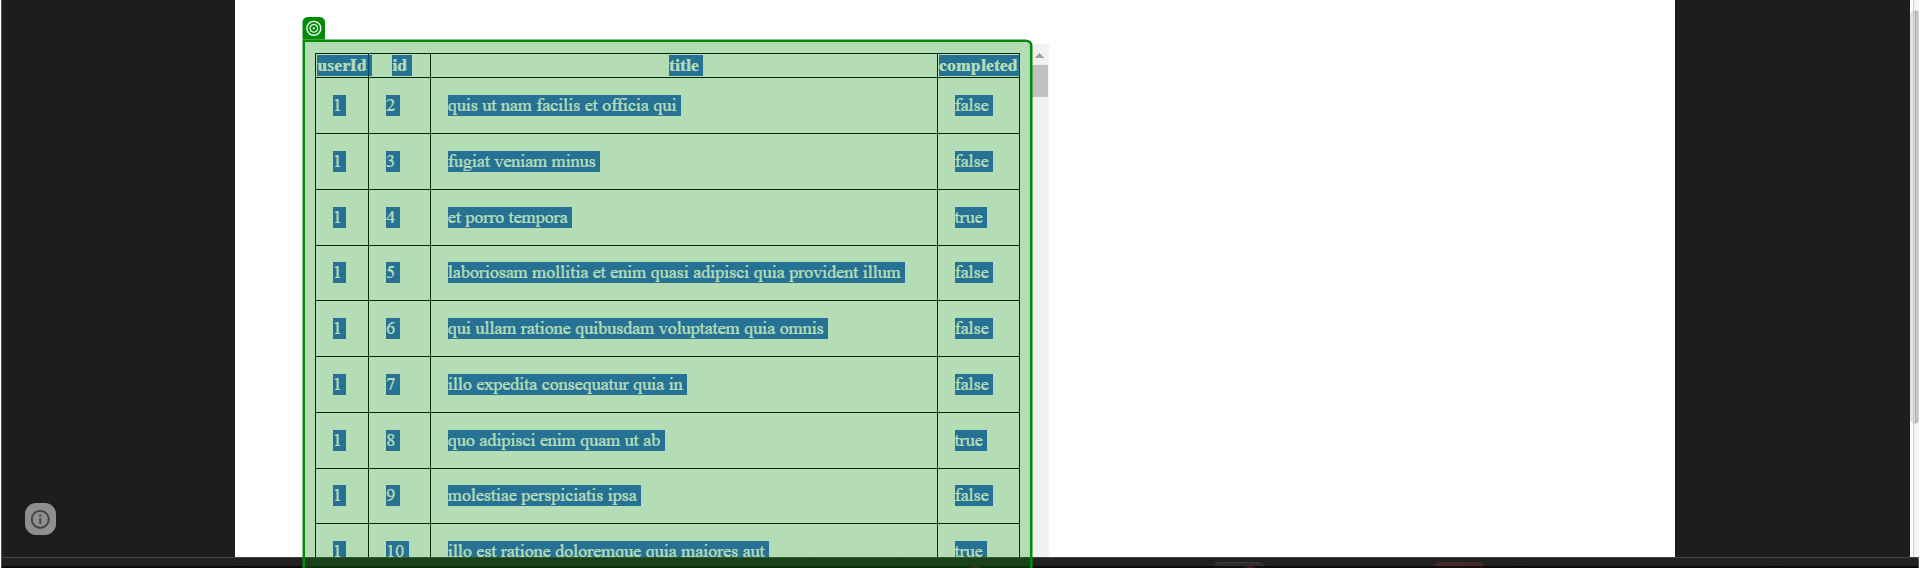 userId id title completed
1 2 quis ut nam facilis et officia qui false
1 3 fugiat veniam minus false
1 4 et porro tempora true
1 5 laboriosam mollitia et enim quasi adipisci quia provident illum false
1 6 qui ullam ratione quibusdam voluptatem quia omnis false
1 7 illo expedita consequatur quia in false
1 8 quo adipisci enim quam ut ab true
1 9 molestiae perspiciatis ipsa false
1 10 illo est ratione doloremque quia maiores aut true